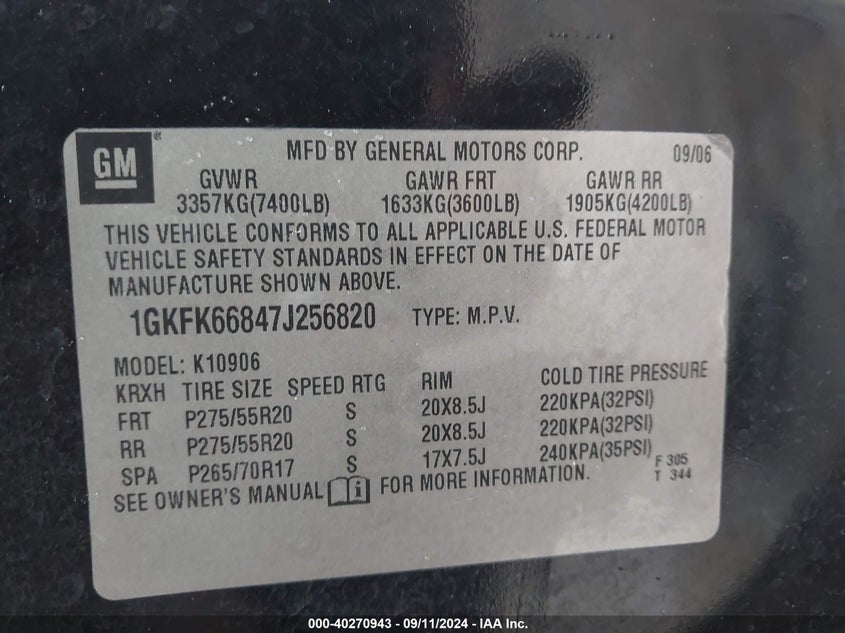 GM ®
MFD BY GENERAL MOTORS CORP. 09/06
GVWR GAWR FRT GAWR RR
3357KG(7400LB) 1633KG(3600LB) 1905KG(4200LB)
THIS VEHICLE CONFORMS TO ALL APPLICABLE U.S. FEDERAL MOTOR
VEHICLE SAFETY STANDARDS IN EFFECT ON THE DATE OF
MANUFACTURE SHOWN ABOVE.
1GKFK66847J256820 TYPE: M.P.V.
MODEL: K10906
KRXH TIRE SIZE SPEED RTG RIM COLD TIRE PRESSURE
FRT P275/55R20 S 20X8.5J 220KPA(32PSI)
RR P275/55R20 S 20X8.5J 220KPA(32PSI)
SPA P265/70R17 S 17X7.5J 240KPA(35PSI)
F 305
T 344
SEE OWNER'S MANUAL i FOR MORE INFORMATION.
000-40270943 - 09/11/2024 - IAA Inc.